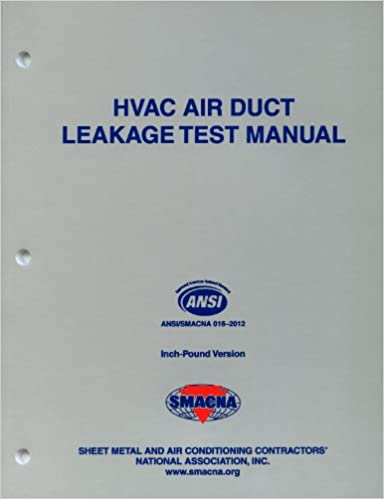 HVAC AIR DUCT
LEAKAGE TEST MANUAL
ANSI
ANSI/SMACNA 016–2012
Inch-Pound Version
SMACNA
SHEET METAL AND AIR CONDITIONING CONTRACTORS'
NATIONAL ASSOCIATION, INC.
www.smacna.org